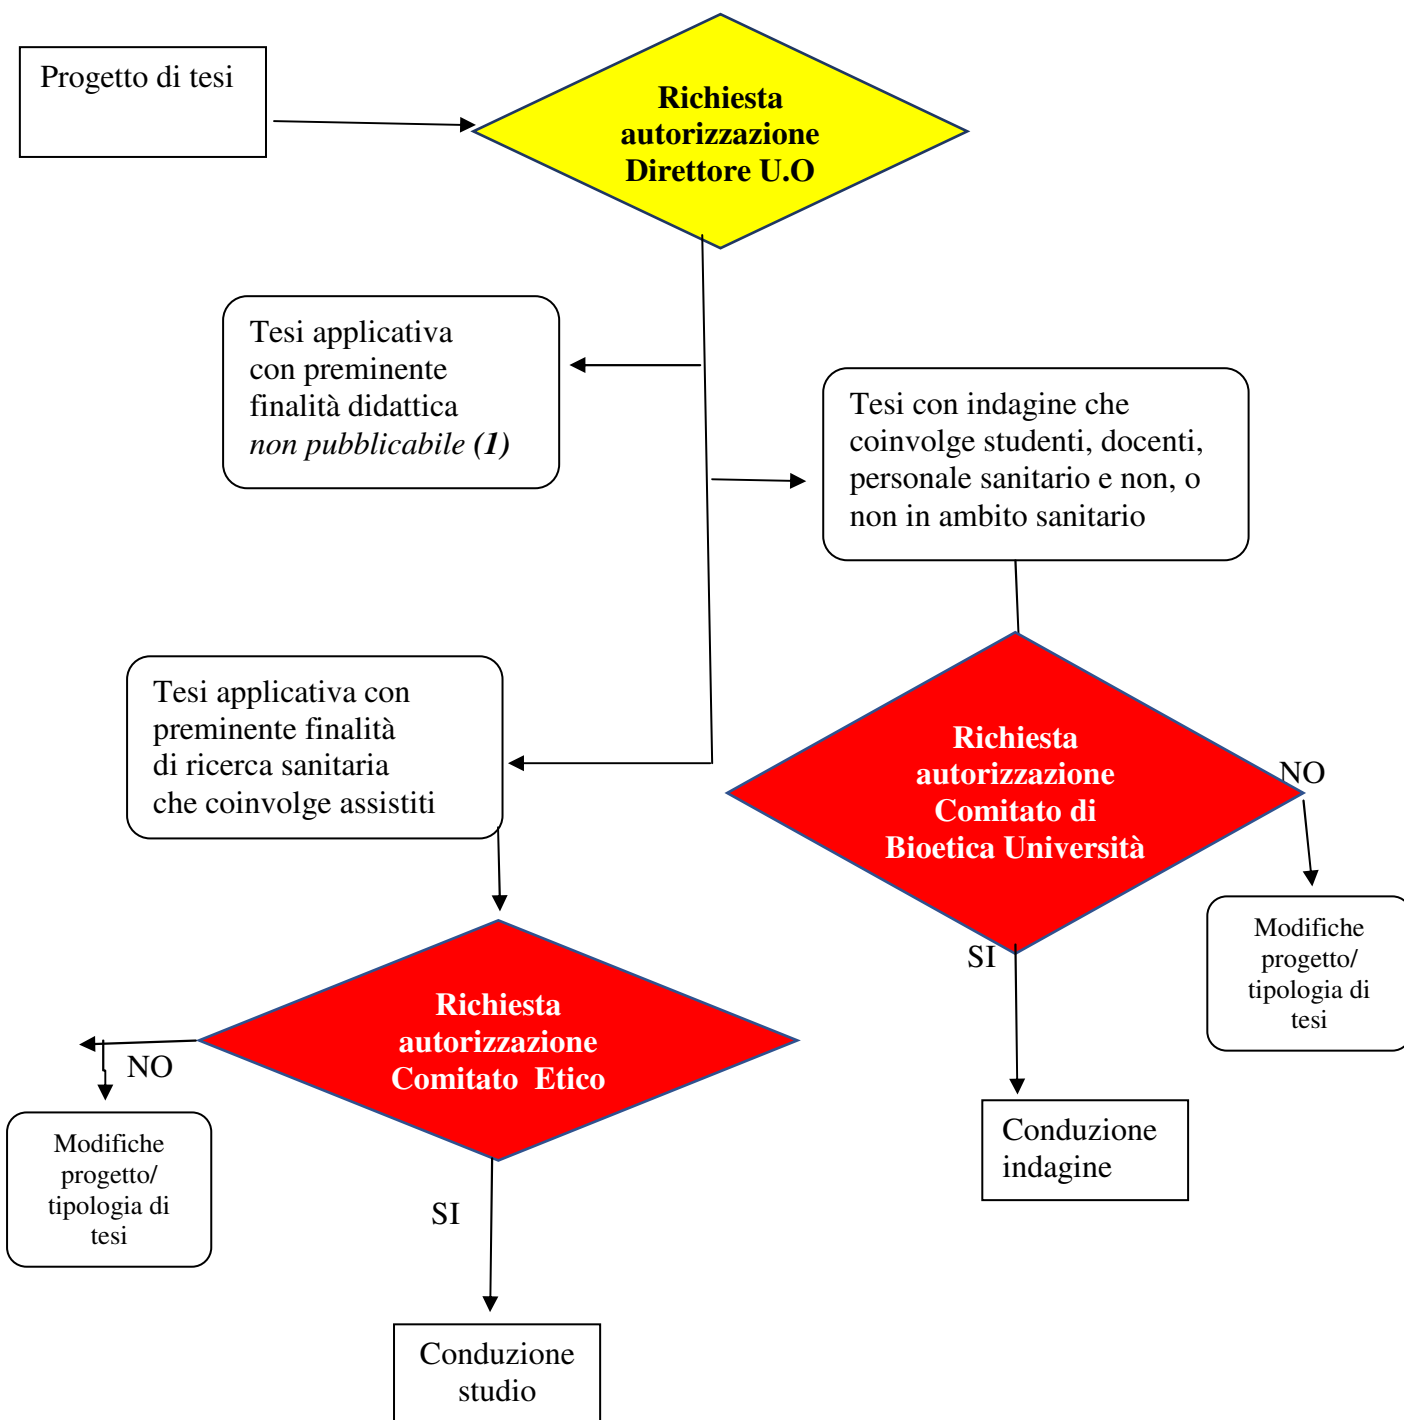 Progetto di tesi
Richiesta
autorizzazione
Direttore U.O
Tesi applicativa
con preminente
finalità didattica
non pubblicabile (1)
Tesi con indagine che
coinvolge studenti, docenti,
personale sanitario e non, o
non in ambito sanitario
Tesi applicativa con
preminente finalità
di ricerca sanitaria
che coinvolge assistiti
Richiesta
autorizzazione
Comitato di
Bioetica Università
NO
Modifiche
progetto/
tipologia di
tesi
SI
Conduzione
indagine
Richiesta
autorizzazione
Comitato  Etico
NO
Modifiche
progetto/
tipologia di
tesi
SI
Conduzione
studio